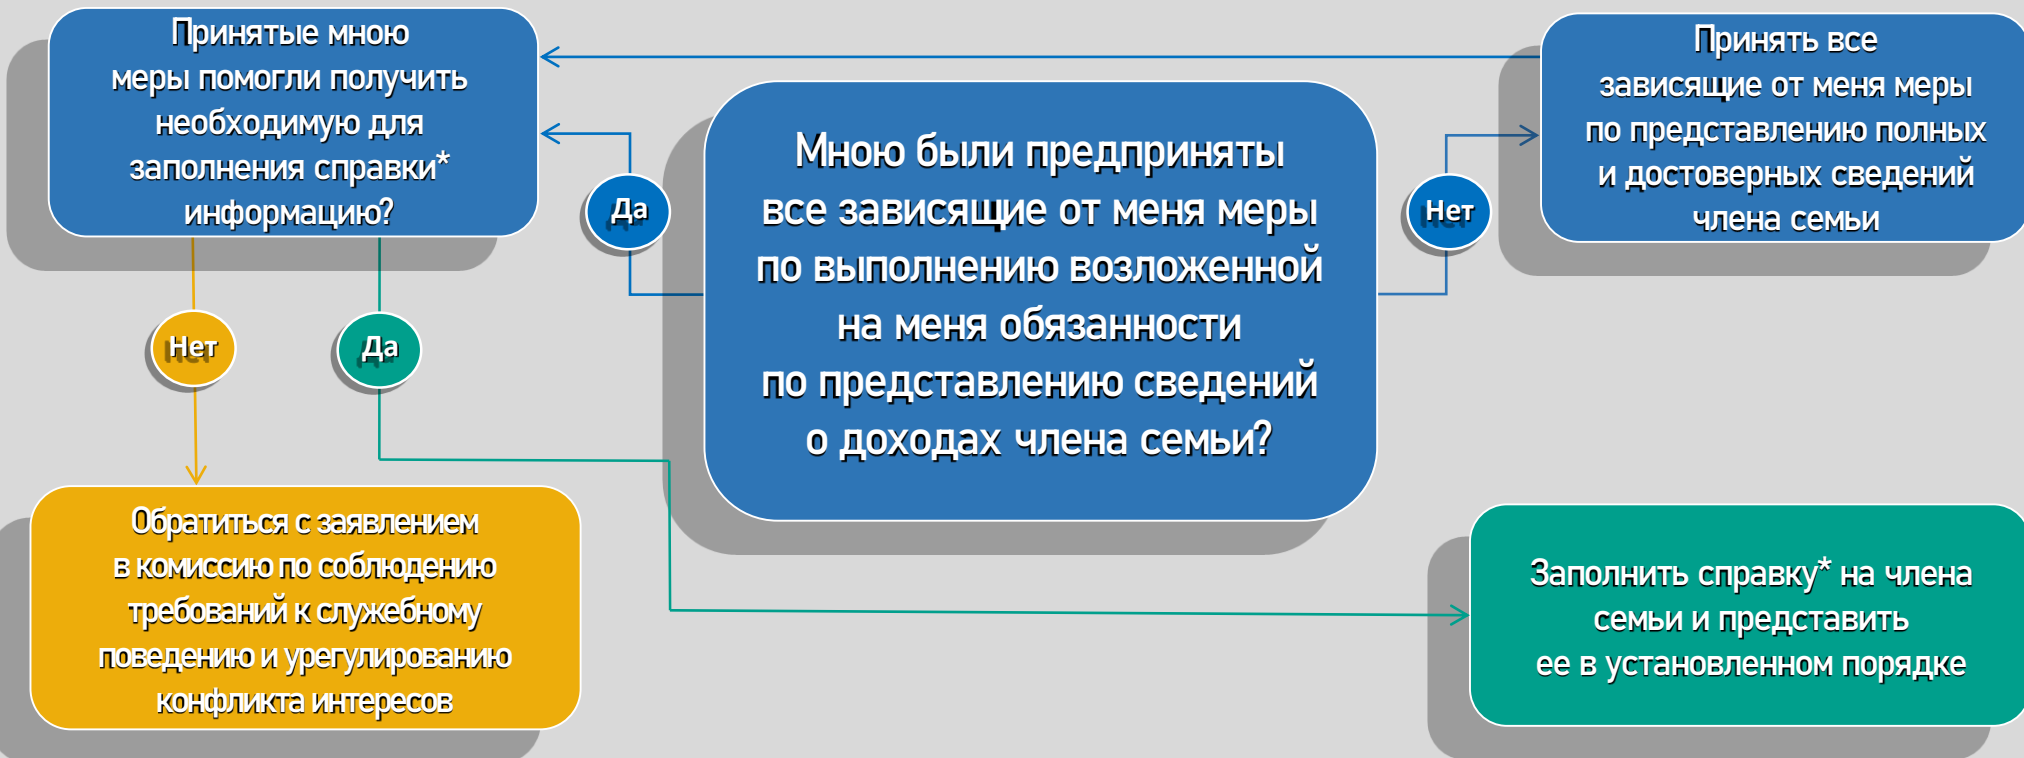 Принятые мною
меры помогли получить
необходимую для
заполнения справки*
информацию?
Мною были предприняты
все зависящие от меня меры
по выполнению возложенной
на меня обязанности
по представлению сведений
о доходах члена семьи?
Принять все
зависящие от меня меры
по представлению полных
и достоверных сведений
члена семьи
Да
Нет
Нет
Да
Обратиться с заявлением
в комиссию по соблюдению
требований к служебному
поведению и урегулированию
конфликта интересов
Заполнить справку* на члена
семьи и представить
ее в установленном порядке